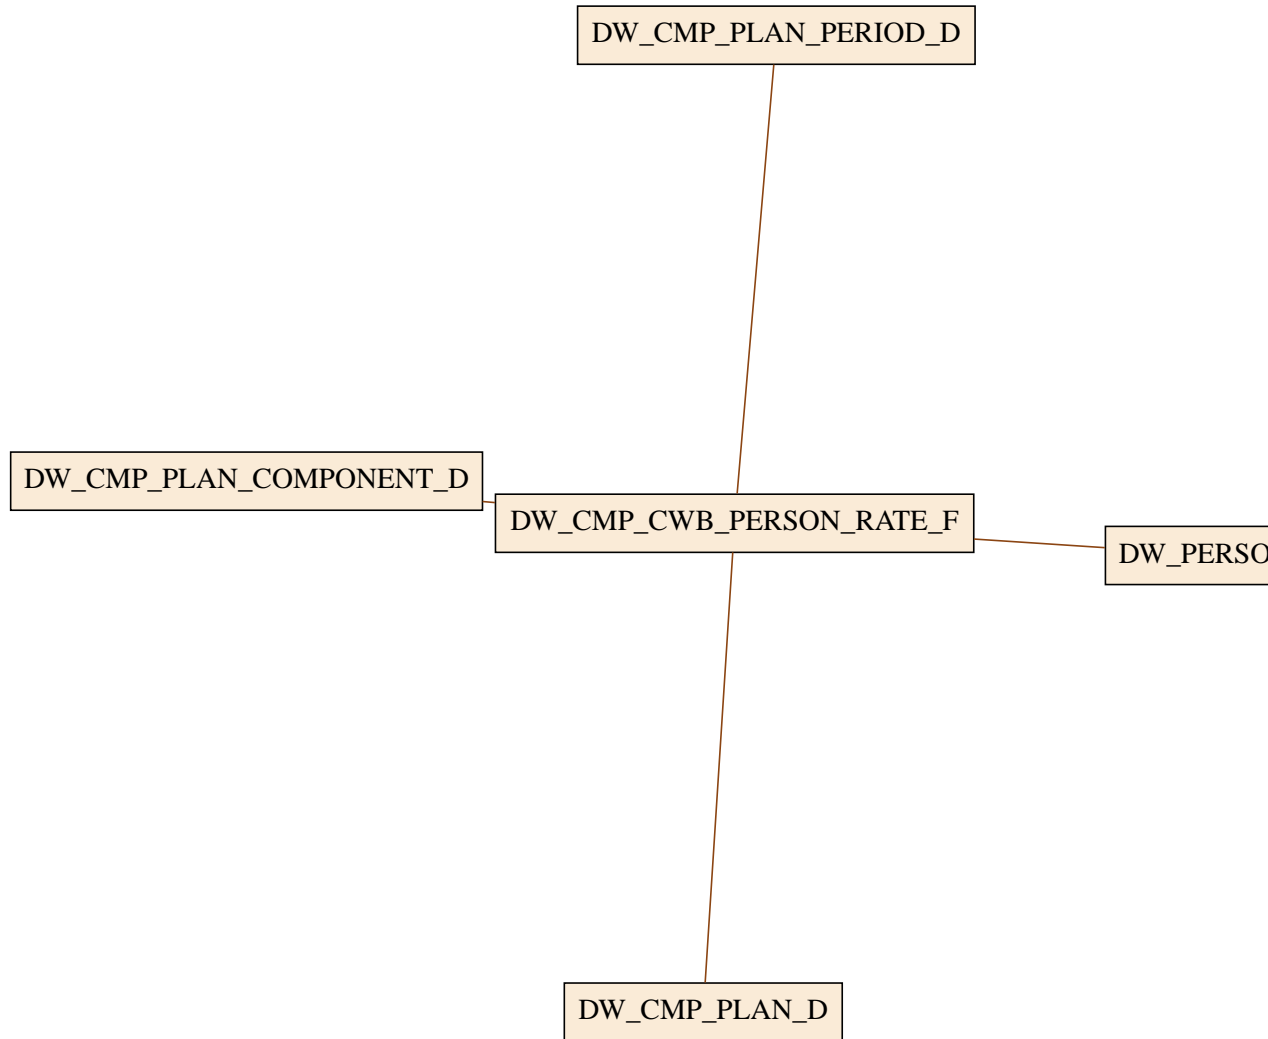 DW_CMP_PLAN_PERIOD_D
DW_CMP_PLAN_COMPONENT_D
DW_CMP_CWB_PERSON_RATE_F
DW_PERSO
DW_CMP_PLAN_D